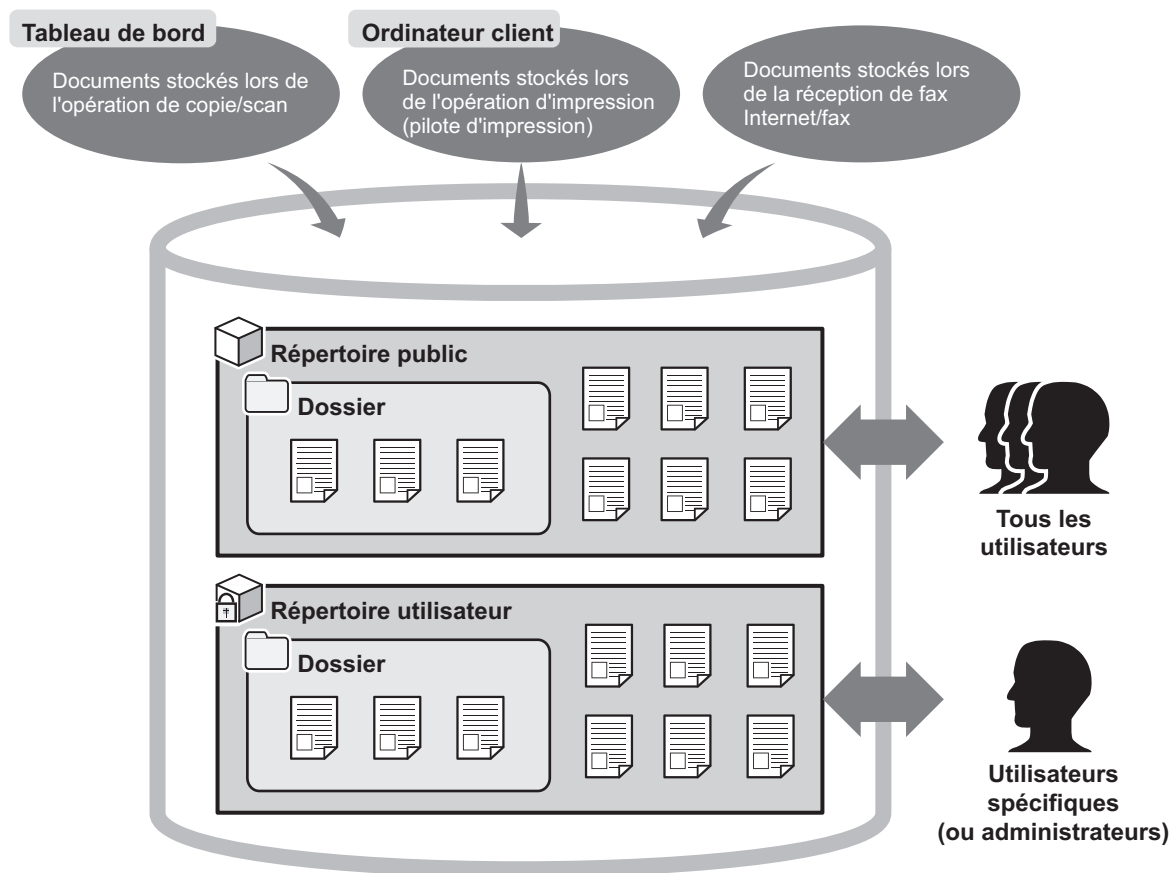 Tableau de bord
Documents stockés lors de
l'opération de copie/scan
Ordinateur client
Documents stockés lors
de l'opération d'impression
(pilote d'impression)
Documents stockés lors
de la réception de fax
Internet/fax
Répertoire public
Dossier
Tous les
utilisateurs
Répertoire utilisateur
Dossier
Utilisateurs
spécifiques
(ou administrateurs)